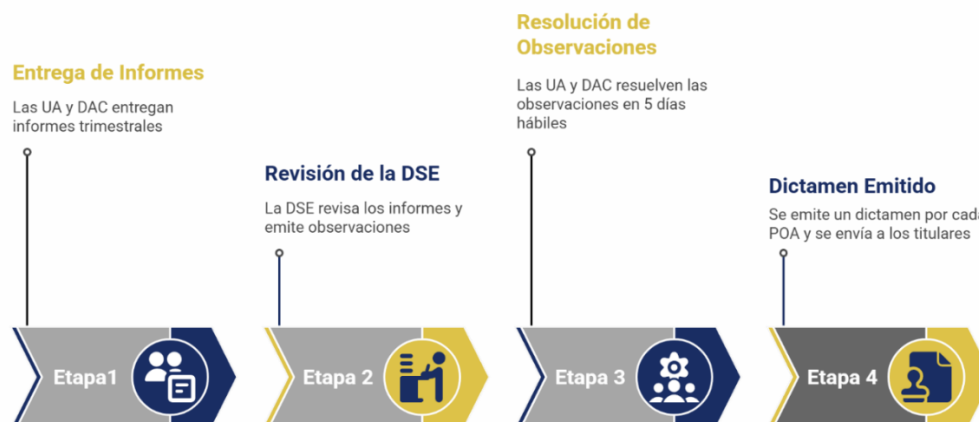 Entrega de Informes
Las UA y DAC entregan
informes trimestrales
Etapa1
Revisión de la DSE
La DSE revisa los informes y
emite observaciones
Etapa 2
Resolución de
Observaciones
Las UA y DAC resuelven las
observaciones en 5 días
hábiles
Etapa 3
Dictamen Emitido
Se emite un dictamen por cada
POA y se envía a los titulares
Etapa 4